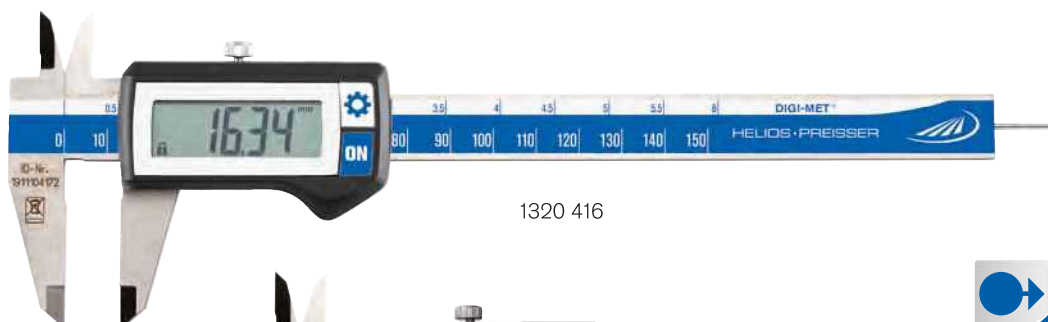 0.5 3.5 4 4.5 5 5.5 6 DIGI-MET®
16.34 mm
0 10 80 90 100 110 120 130 140 150 HELIOS·PREISSER
ON
ID-Nr.
1911104172
1320 416